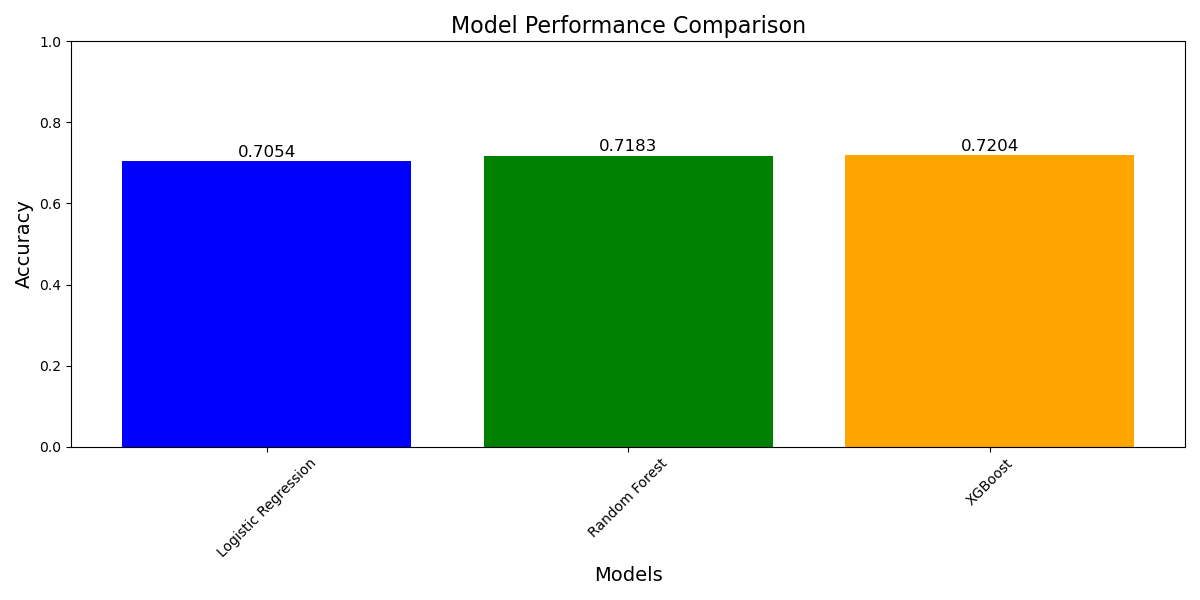 Model Performance Comparison
1.0
0.8
0.6
0.4
0.2
0.0
Accuracy
0.7054
0.7183
0.7204
Logistic Regression
Random Forest
XGBoost
Models